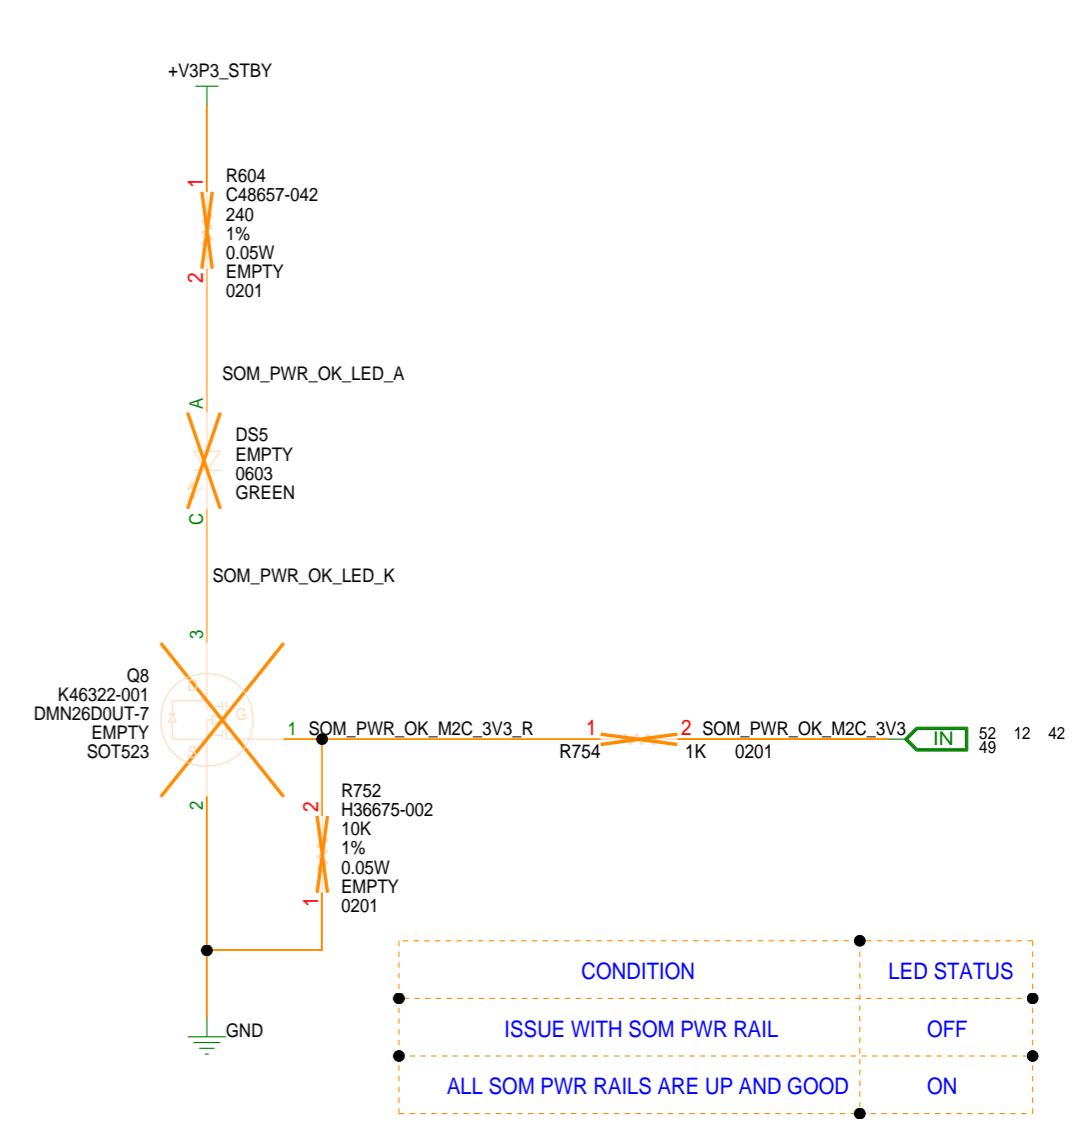 +V3P3_STBY
1
R604
C48657-042
240
1%
0.05W
2
EMPTY
0201
SOM_PWR_OK_LED_A
A
DS5
EMPTY
0603
GREEN
C
SOM_PWR_OK_LED_K
3
Q8
K46322-001
DMN26D0UT-7
EMPTY
SOT523
D
G
S
1
SOM_PWR_OK_M2C_3V3_R
1
R754
2
1K
0201
SOM_PWR_OK_M2C_3V3
IN
52 12 42
49
2
R752
2
H36675-002
10K
1%
0.05W
EMPTY
1
0201
GND
CONDITION LED STATUS
ISSUE WITH SOM PWR RAIL OFF
ALL SOM PWR RAILS ARE UP AND GOOD ON